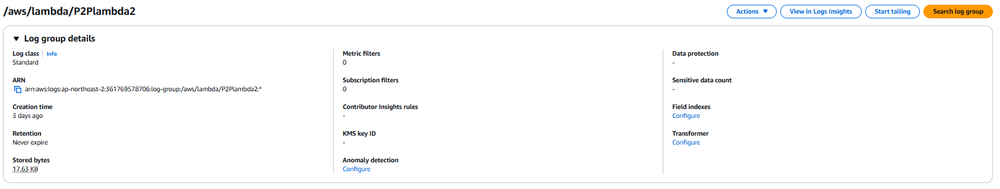 /aws/lambda/P2Plambda2
Actions
View in Logs Insights
Start tailing
Search log group
Log group details
Log class
Info
Standard
ARN
arn:aws:logs:ap-northeast-2:361769578706:log-group:/aws/lambda/P2Plambda2:*
Creation time
3 days ago
Retention
Never expire
Stored bytes
17.63 KB
Metric filters
0
Subscription filters
0
Contributor Insights rules
-
KMS key ID
-
Anomaly detection
Configure
Data protection
-
Sensitive data count
-
Field indexes
Configure
Transformer
Configure